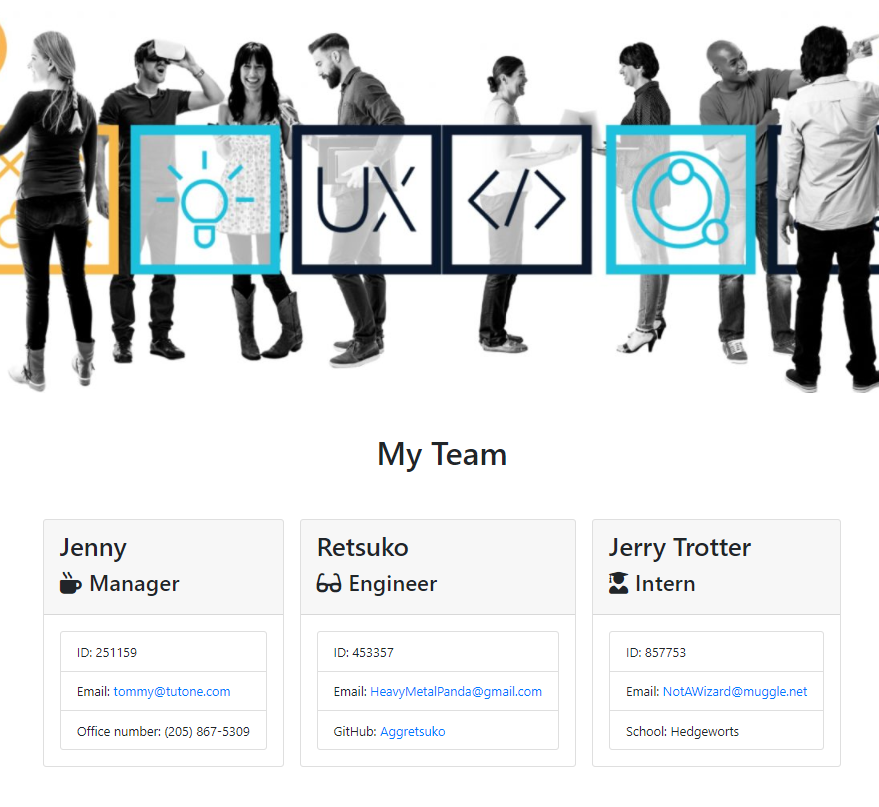 UX </>
My Team
Jenny
Manager
Retsuko
Engineer
Jerry Trotter
Intern
ID: 251159
Email: tommy@tutone.com
Office number: (205) 867-5309
ID: 453357
Email: HeavyMetalPanda@gmail.com
GitHub: Aggretsuko
ID: 857753
Email: NotAWizard@muggle.net
School: Hedgeworts